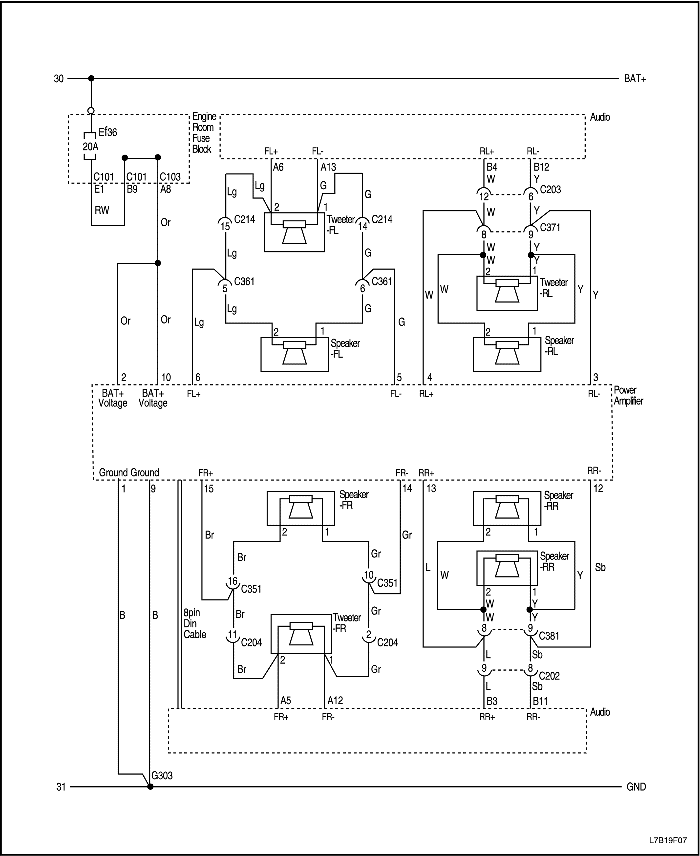 30
BAT+
Engine
Room
Fuse
Block
Ef36
20A
C101
C101
C103
E1
B9
A8
RW
Or
Or
Or
Audio
FL+
FL-
RL+
RL-
A6
A13
B4
B12
Lg
Lg
G
G
W
Y
2
1
12
6
C203
15
C214
Tweeter
-FL
14
C214
W
Y
8
9
C371
Lg
G
W
Y
W
Y
5
C361
6
C361
2
1
Tweeter
-RL
Lg
G
W
W
Y
Y
2
1
Speaker
-FL
2
1
Speaker
-RL
Lg
G
2
10
6
5
4
3
BAT+
Voltage
BAT+
Voltage
FL+
FL-
RL+
RL-
Power
Amplifier
Ground
Ground
FR+
FR-
RR+
RR-
1
9
15
14
13
12
Speaker
-FR
Speaker
-RR
2
1
2
1
Br
Gr
Br
Gr
Speaker
-RR
L
W
Y
Sb
16
C351
10
C351
2
1
W
Y
W
Y
B
B
8pin
Din
Cable
Br
Gr
11
C204
Tweeter
-FR
2
C204
8
9
C381
L
Sb
Br
2
1
Gr
9
8
C202
L
Sb
A5
A12
B3
B11
FR+
FR-
RR+
RR-
Audio
G303
31
GND
L7B19F07